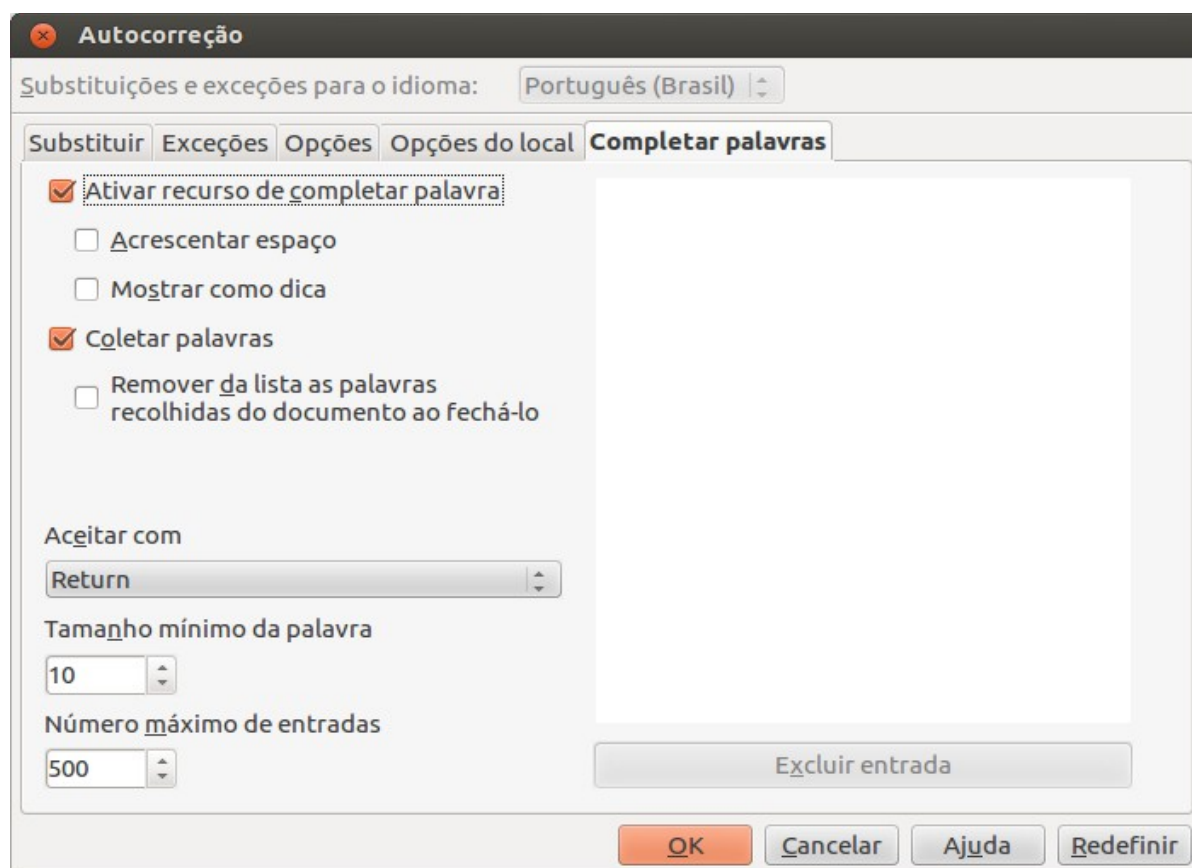 Autocorreção
Substituições e exceções para o idioma: Português (Brasil)
Substituir Exceções Opções Opções do local Completar palavras
Ativar recurso de completar palavra
Acrescentar espaço
Mostrar como dica
Coletar palavras
Remover da lista as palavras
recolhidas do documento ao fechá-lo
Aceitar com
Return
Tamanho mínimo da palavra
10
Número máximo de entradas
500
Excluir entrada
OK Cancelar Ajuda Redefinir